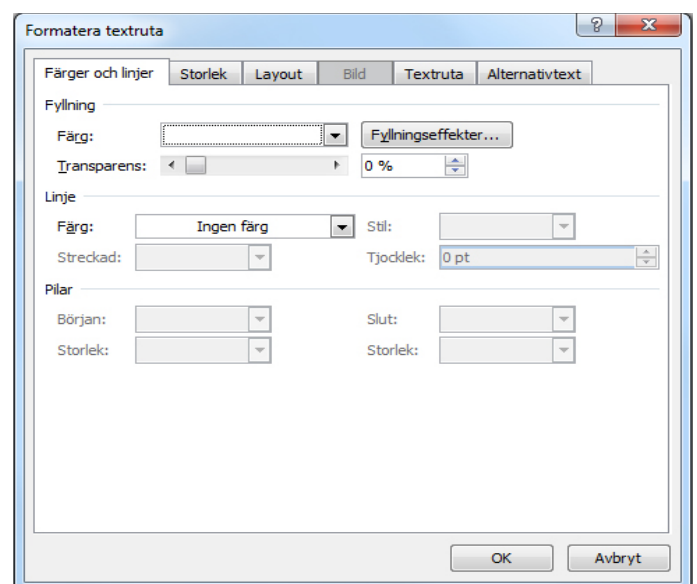 Formatera textruta
Färger och linjer Storlek Layout Bild Textruta Alternativtext
Fyllning
Färg: Fyllningseffekter...
Transparens: 0 %
Linje
Färg: Ingen färg Stil:
Streckad: Tjocklek: 0 pt
Pilar
Början: Slut:
Storlek: Storlek:
OK Avbryt